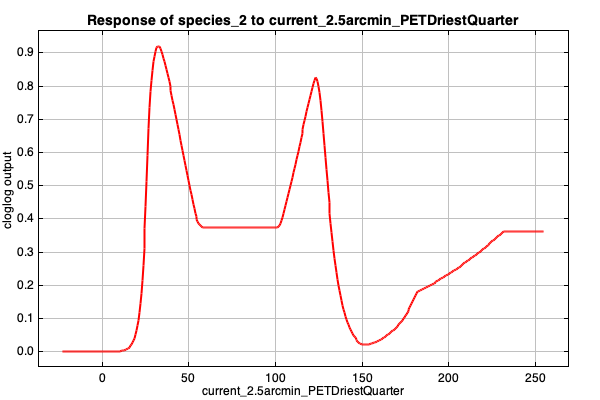 Response of species_2 to current_2.5arcmin_PETDriestQuarter
cloglog output
0.9
0.8
0.7
0.6
0.5
0.4
0.3
0.2
0.1
0.0
0 50 100 150 200 250
current_2.5arcmin_PETDriestQuarter